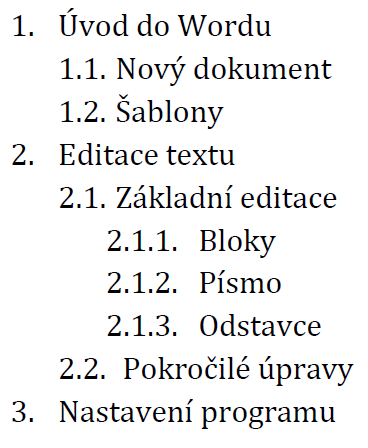 1. Úvod do Wordu
1.1. Nový dokument
1.2. Šablony
2. Editace textu
2.1. Základní editace
2.1.1. Bloky
2.1.2. Písmo
2.1.3. Odstavce
2.2. Pokročilé úpravy
3. Nastavení programu